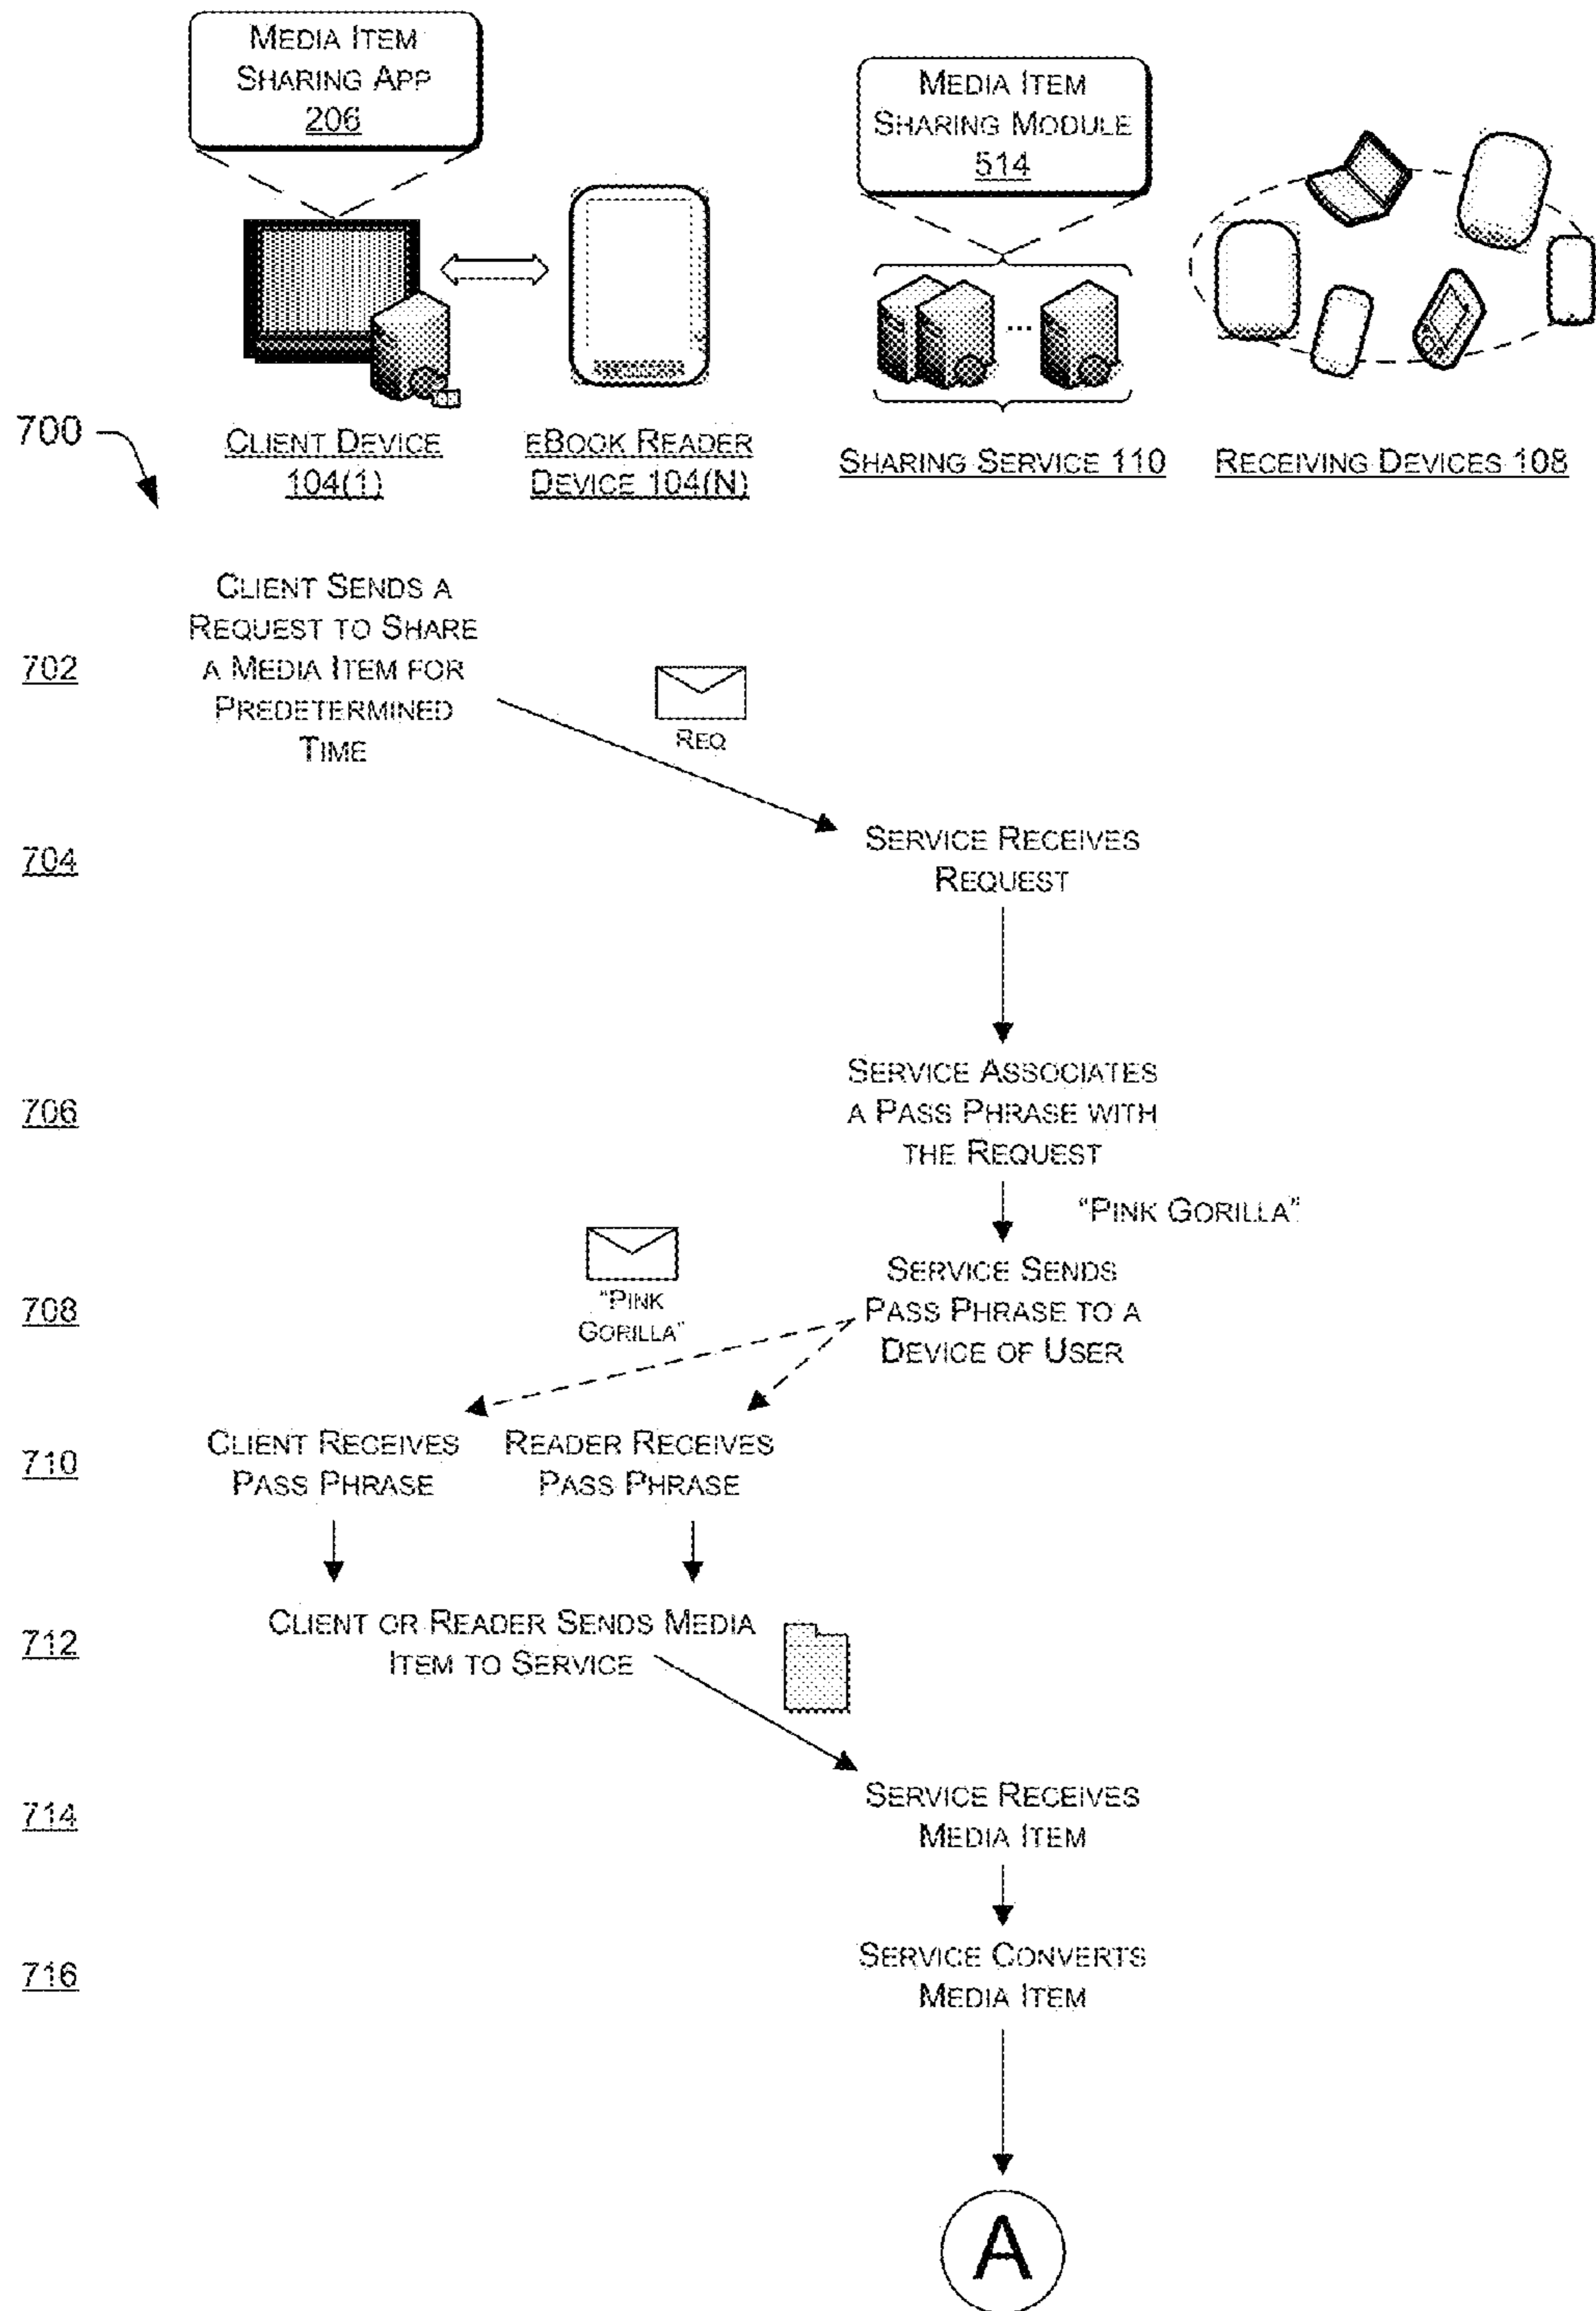 MEDIA ITEM
SHARING APP
206
MEDIA ITEM
SHARING MODULE
514
...
700
CLIENT DEVICE
104(1)
EBOOK READER
DEVICE 104(N)
SHARING SERVICE 110
RECEIVING DEVICES 108
702
CLIENT SENDS A
REQUEST TO SHARE
A MEDIA ITEM FOR
PREDETERMINED
TIME
REQ
704
SERVICE RECEIVES
REQUEST
706
SERVICE ASSOCIATES
A PASS PHRASE WITH
THE REQUEST
"PINK GORILLA"
708
"PINK
GORILLA"
SERVICE SENDS
PASS PHRASE TO A
DEVICE OF USER
710
CLIENT RECEIVES
PASS PHRASE
READER RECEIVES
PASS PHRASE
712
CLIENT OR READER SENDS MEDIA
ITEM TO SERVICE
714
SERVICE RECEIVES
MEDIA ITEM
716
SERVICE CONVERTS
MEDIA ITEM
A